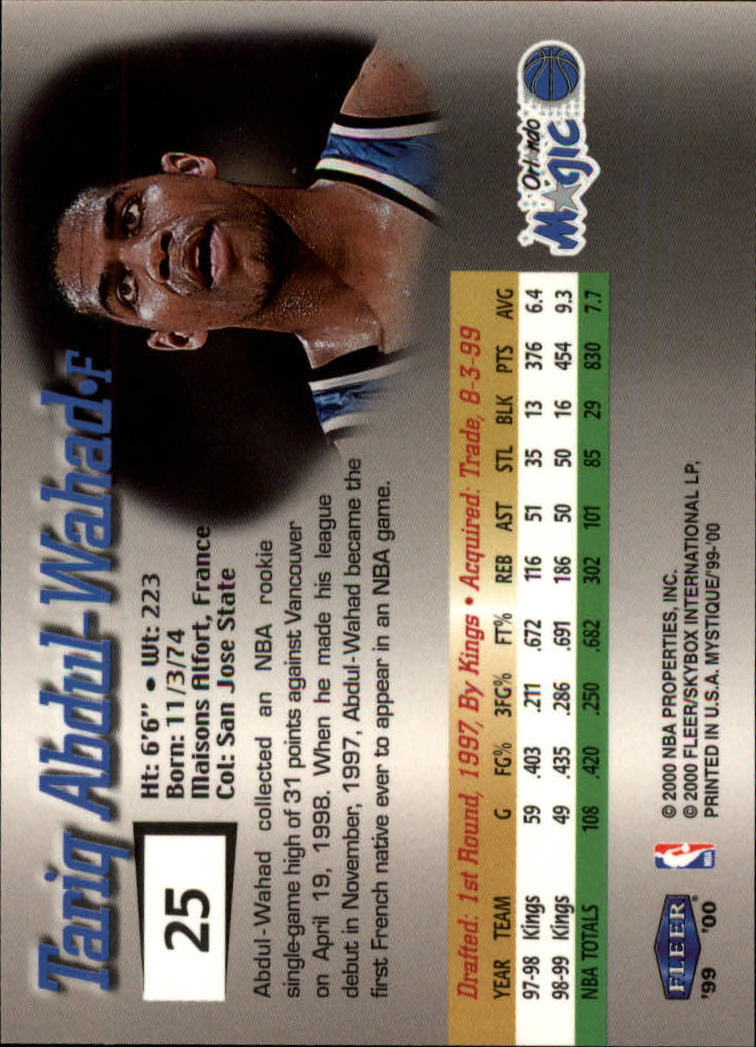 Tariq Abdul-Wahad•F
25
Ht: 6'6" • Wt: 223
Born: 11/3/74
Maisons Alfort, France
Col: San Jose State
Abdul-Wahad collected an NBA rookie
single-game high of 31 points against Vancouver
on April 19, 1998. When he made his league
debut in November, 1997, Abdul-Wahad became the
first French native ever to appear in an NBA game.
Drafted: 1st Round, 1997, By Kings • Acquired: Trade, 8-3-99
YEAR TEAM G FG% 3FG% FT% REB AST STL BLK PTS AVG
97-98 Kings 59 .403 .211 .672 116 51 35 13 376 6.4
98-99 Kings 49 .435 .286 .691 186 50 50 16 454 9.3
NBA TOTALS 108 .420 .250 .682 302 101 85 29 830 7.7
Orlando
Magic
FLEER
'99 '00
NBA
© 2000 NBA PROPERTIES, INC.
© 2000 FLEER/SKYBOX INTERNATIONAL LP,
PRINTED IN U.S.A. MYSTIQUE/'99-'00